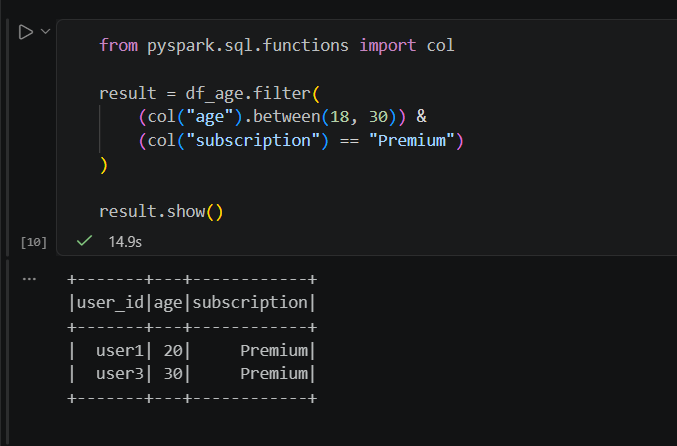 from pyspark.sql.functions import col
result = df_age.filter(
(col("age").between(18, 30)) &
(col("subscription") == "Premium")
)
result.show()
[10]
14.9s
...
+-------+---+------------+
|user_id|age|subscription|
+-------+---+------------+
|  user1| 20|     Premium|
|  user3| 30|     Premium|
+-------+---+------------+